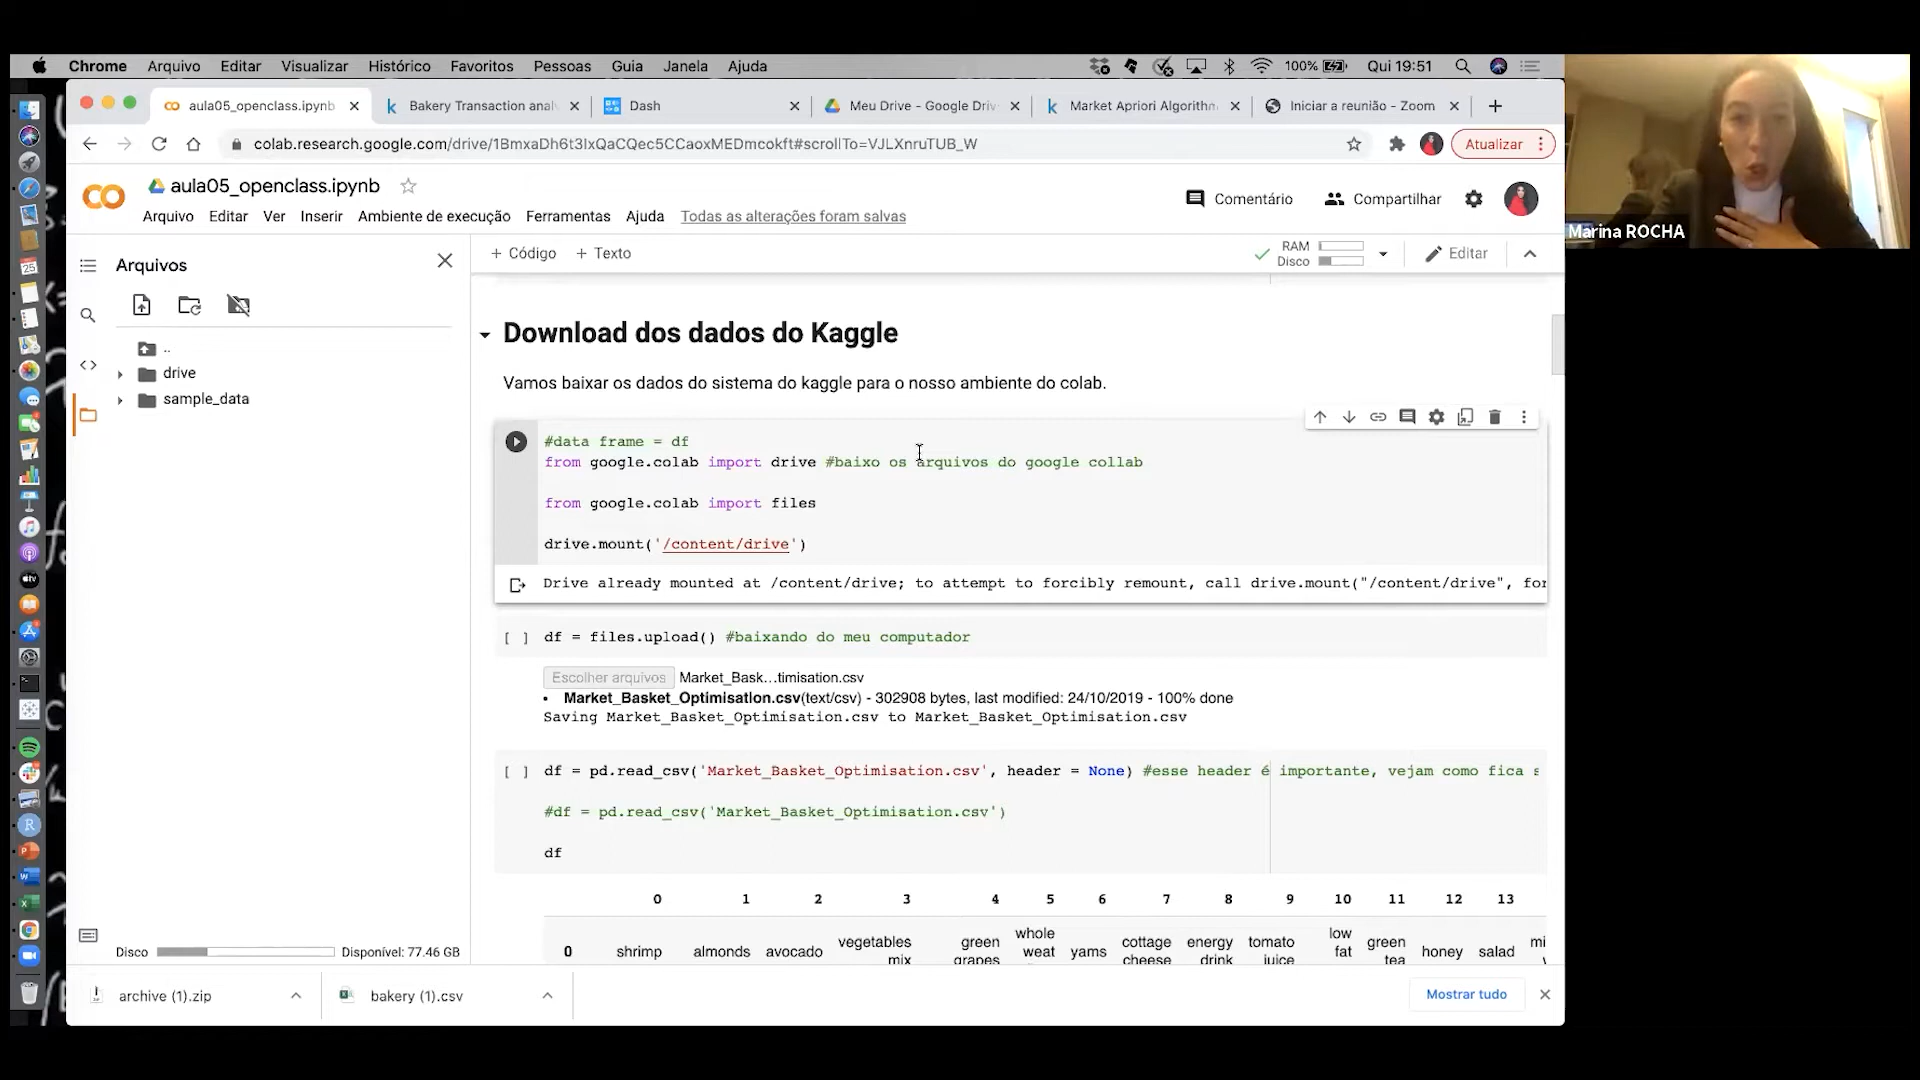 Chrome Arquivo Editar Visualizar Histórico Favoritos Pessoas Guia Janela Ajuda 100% Qui 19:51
aula05_openclass.ipynb Bakery Transaction anal Dash Meu Drive - Google Driv Market Apriori Algorithm Iniciar a reunião - Zoom
colab.research.google.com/drive/1BmxaDh6t3IxQaCQec5CCaoxMEDmcokft#scrollTo=VJLXnruTUB_W Atualizar
aula05_openclass.ipynb
Comentário Compartilhar
Arquivo Editar Ver Inserir Ambiente de execução Ferramentas Ajuda Todas as alterações foram salvas
Marina ROCHA
Arquivos
+ Código + Texto RAM Disco Editar
..
drive
sample_data
Download dos dados do Kaggle
Vamos baixar os dados do sistema do kaggle para o nosso ambiente do colab.
#data frame = df
from google.colab import drive #baixo os arquivos do google collab
from google.colab import files
drive.mount('/content/drive')
Drive already mounted at /content/drive; to attempt to forcibly remount, call drive.mount("/content/drive", for
[ ] df = files.upload() #baixando do meu computador
Escolher arquivos Market_Bask...timisation.csv
• Market_Basket_Optimisation.csv(text/csv) - 302908 bytes, last modified: 24/10/2019 - 100% done
Saving Market_Basket_Optimisation.csv to Market_Basket_Optimisation.csv
[ ] df = pd.read_csv('Market_Basket_Optimisation.csv', header = None) #esse header é importante, vejam como fica s
#df = pd.read_csv('Market_Basket_Optimisation.csv')
df
0 1 2 3 4 5 6 7 8 9 10 11 12 13
0 shrimp almonds avocado vegetables mix green grapes whole weat yams cottage cheese energy drink tomato juice low fat green tea honey salad mi
Disco Disponível: 77.46 GB
archive (1).zip bakery (1).csv Mostrar tudo